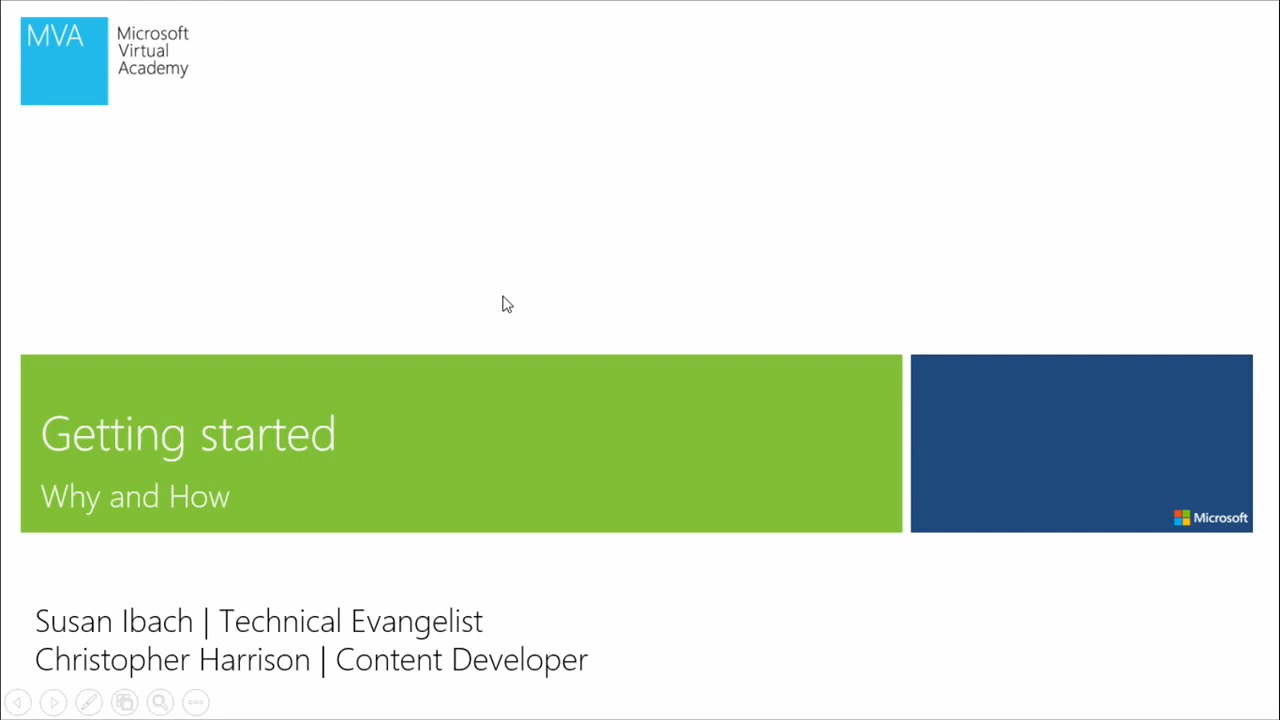 MVA
Microsoft
Virtual
Academy
Getting started
Why and How
Microsoft
Susan Ibach | Technical Evangelist
Christopher Harrison | Content Developer